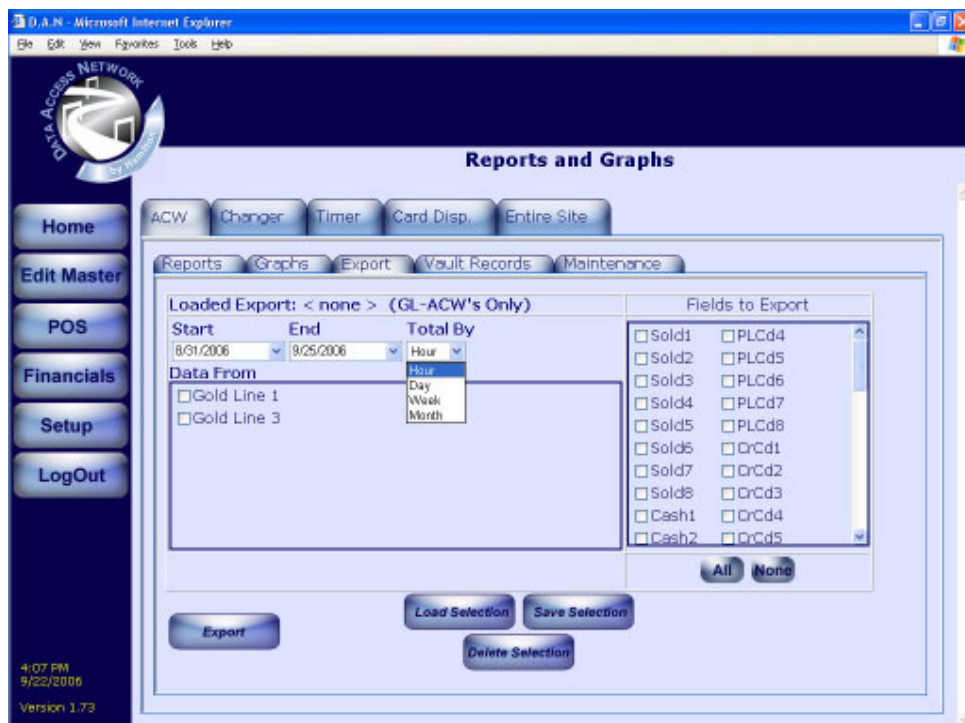 D.A.N - Microsoft Internet Explorer
File Edit View Favorites Tools Help
DATA ACCESS NETWORK
by Hamilton
Reports and Graphs
Home
Edit Master
POS
Financials
Setup
LogOut
ACW Changer Timer Card Disp. Entire Site
Reports Graphs Export Vault Records Maintenance
Loaded Export: < none > (GL-ACW's Only)
Start End Total By
8/31/2006 9/25/2006 Hour
Hour
Day
Week
Month
Data From
Gold Line 1
Gold Line 3
Fields to Export
Sold1 PLCd4
Sold2 PLCd5
Sold3 PLCd6
Sold4 PLCd7
Sold5 PLCd8
Sold6 CrCd1
Sold7 CrCd2
Sold8 CrCd3
Cash1 CrCd4
Cash2 CrCd5
All None
Load Selection Save Selection
Export
Delete Selection
4:07 PM
9/22/2006
Version 1.73